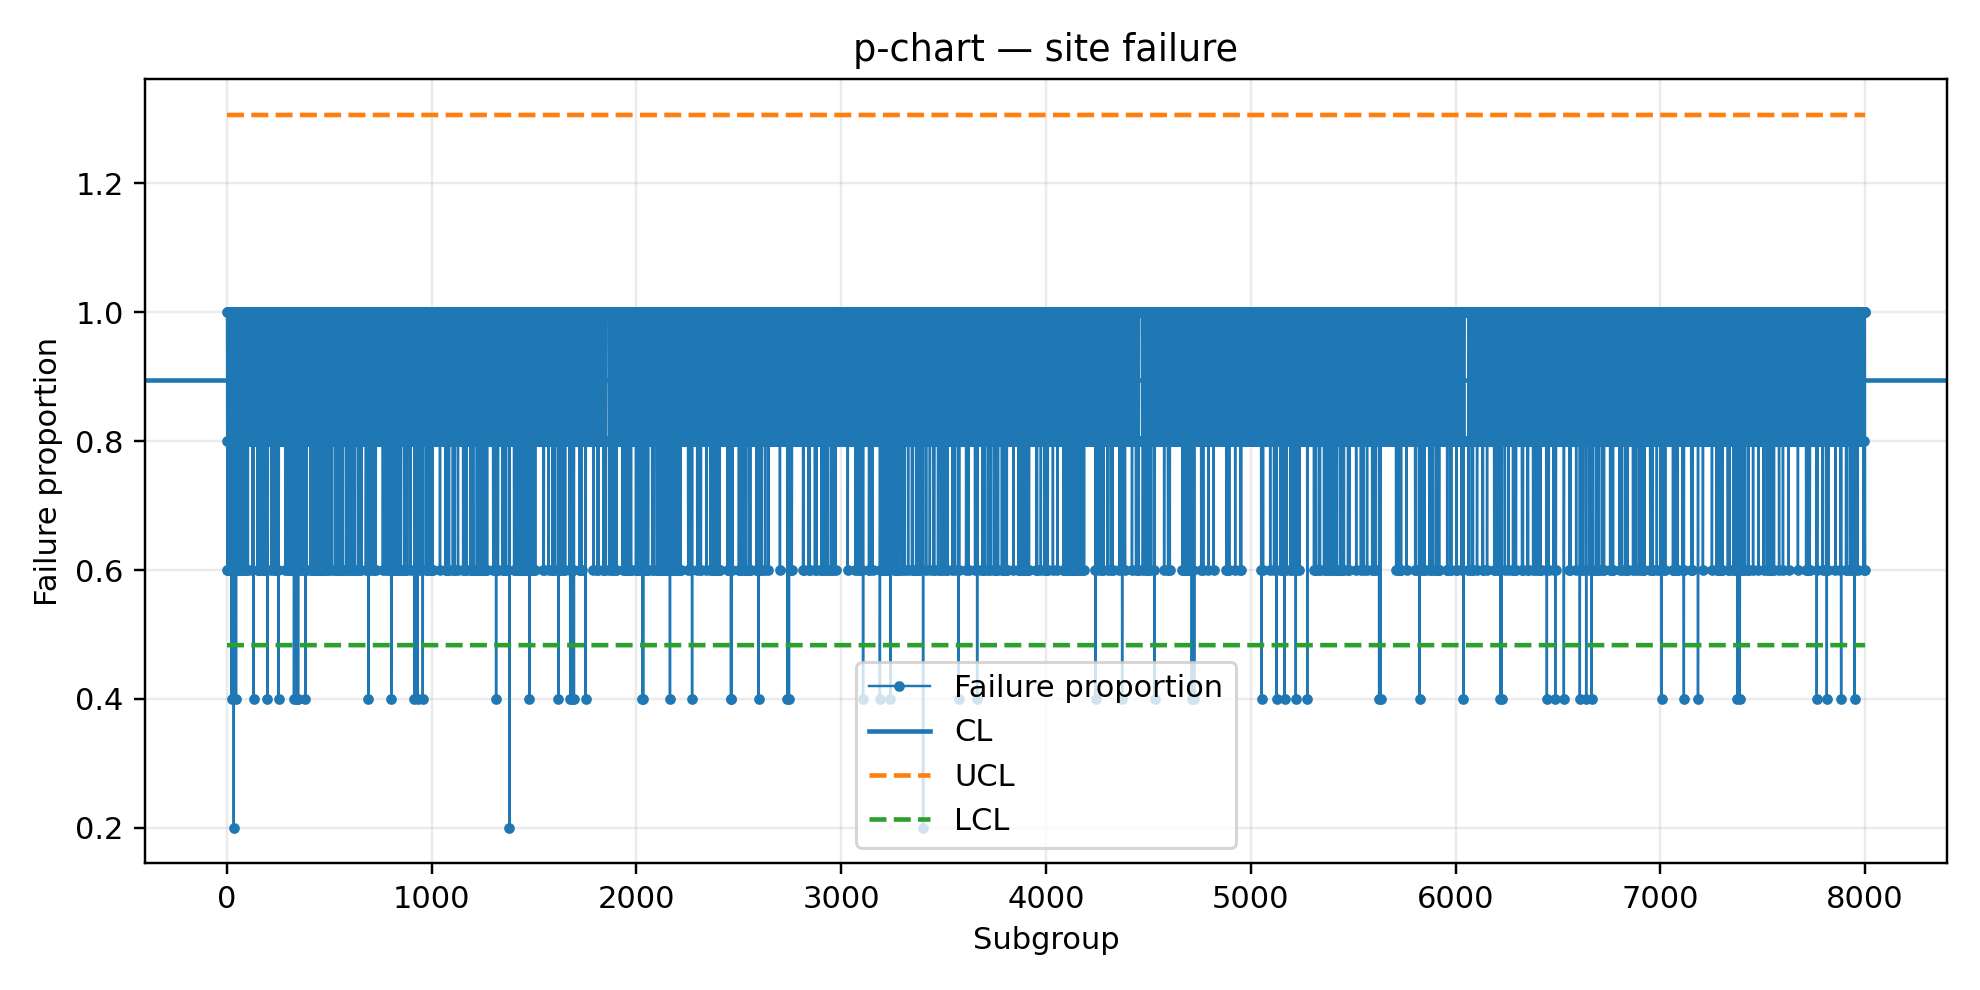 p-chart — site failure
Failure proportion
1.2
1.0
0.8
0.6
0.4
0.2
Failure proportion
CL
UCL
LCL
0 1000 2000 3000 4000 5000 6000 7000 8000
Subgroup